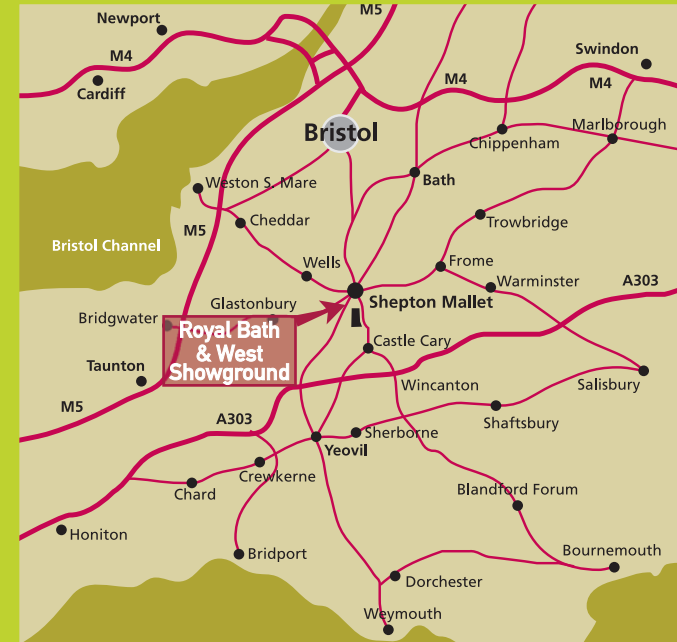 M5
Newport
M4
Cardiff
Swindon
M4
M4
Bristol
Chippenham
Marlborough
Bath
Weston S. Mare
M5
Cheddar
Trowbridge
Bristol Channel
Wells
Frome
Warminster
A303
Shepton Mallet
Glastonbury
Bridgwater
Royal Bath
& West
Showground
Castle Cary
Taunton
Wincanton
Salisbury
M5
A303
Shaftsbury
Sherborne
Yeovil
Crewkerne
Chard
Blandford Forum
Honiton
Bridport
Bournemouth
Dorchester
Weymouth